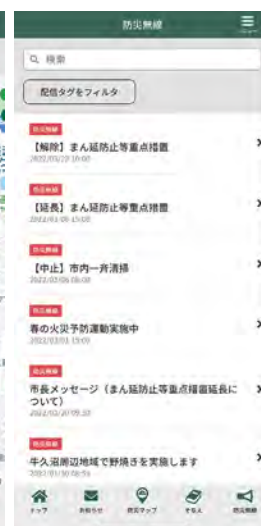 防災無線
メニュー
検索
配信タグをフィルタ
防災無線
【解除】まん延防止等重点措置
防災無線
【延長】まん延防止等重点措置
防災無線
【中止】市内一斉清掃
防災無線
春の火災予防運動実施中
防災無線
市長メッセージ（まん延防止等重点措置延長に
ついて）
防災無線
牛久沼周辺地域で野焼きを実施します
トップ お知らせ 防災マップ そなえ 防災無線